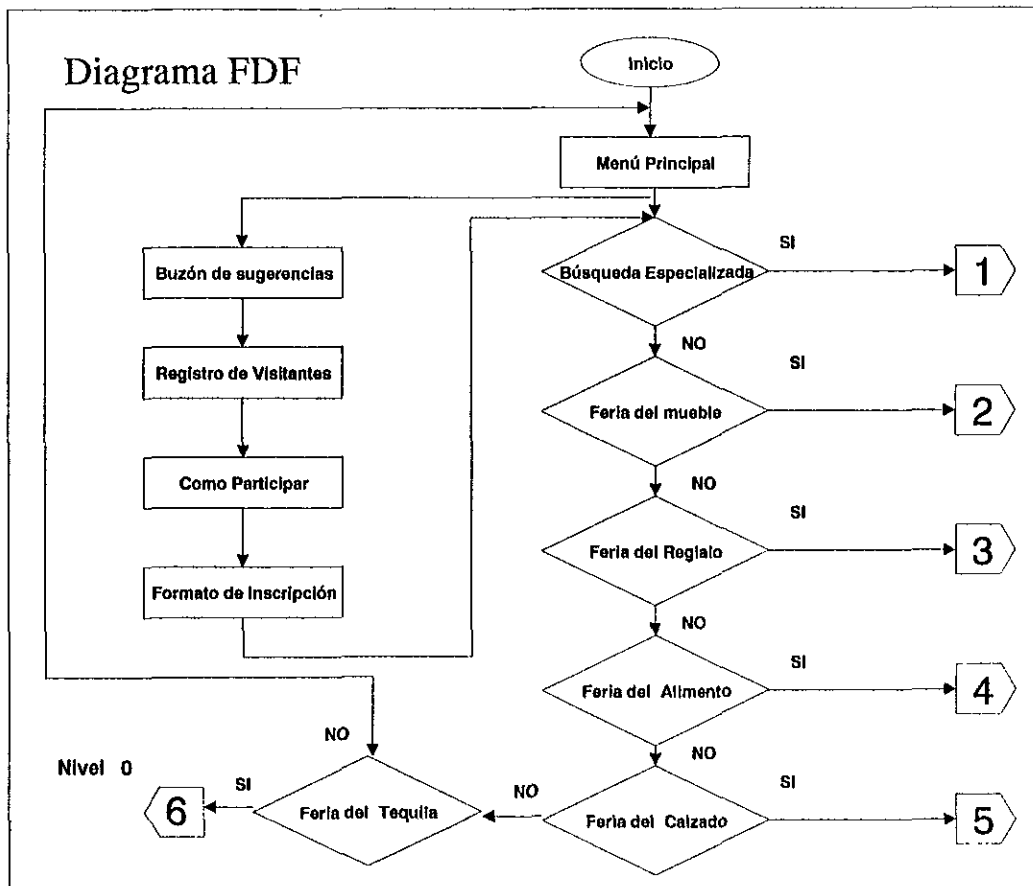 Diagrama FDF
Inicio
Menú Principal
Buzón de sugerencias
Registro de Visitantes
Como Participar
Formato de Inscripción
Búsqueda Especializada
SI
1
NO
Feria del mueble
SI
2
NO
Feria del Reglalo
SI
3
NO
Feria del Alimento
SI
4
NO
Feria del Calzado
SI
5
NO
Feria del Tequila
NO
SI
6
Nivel 0